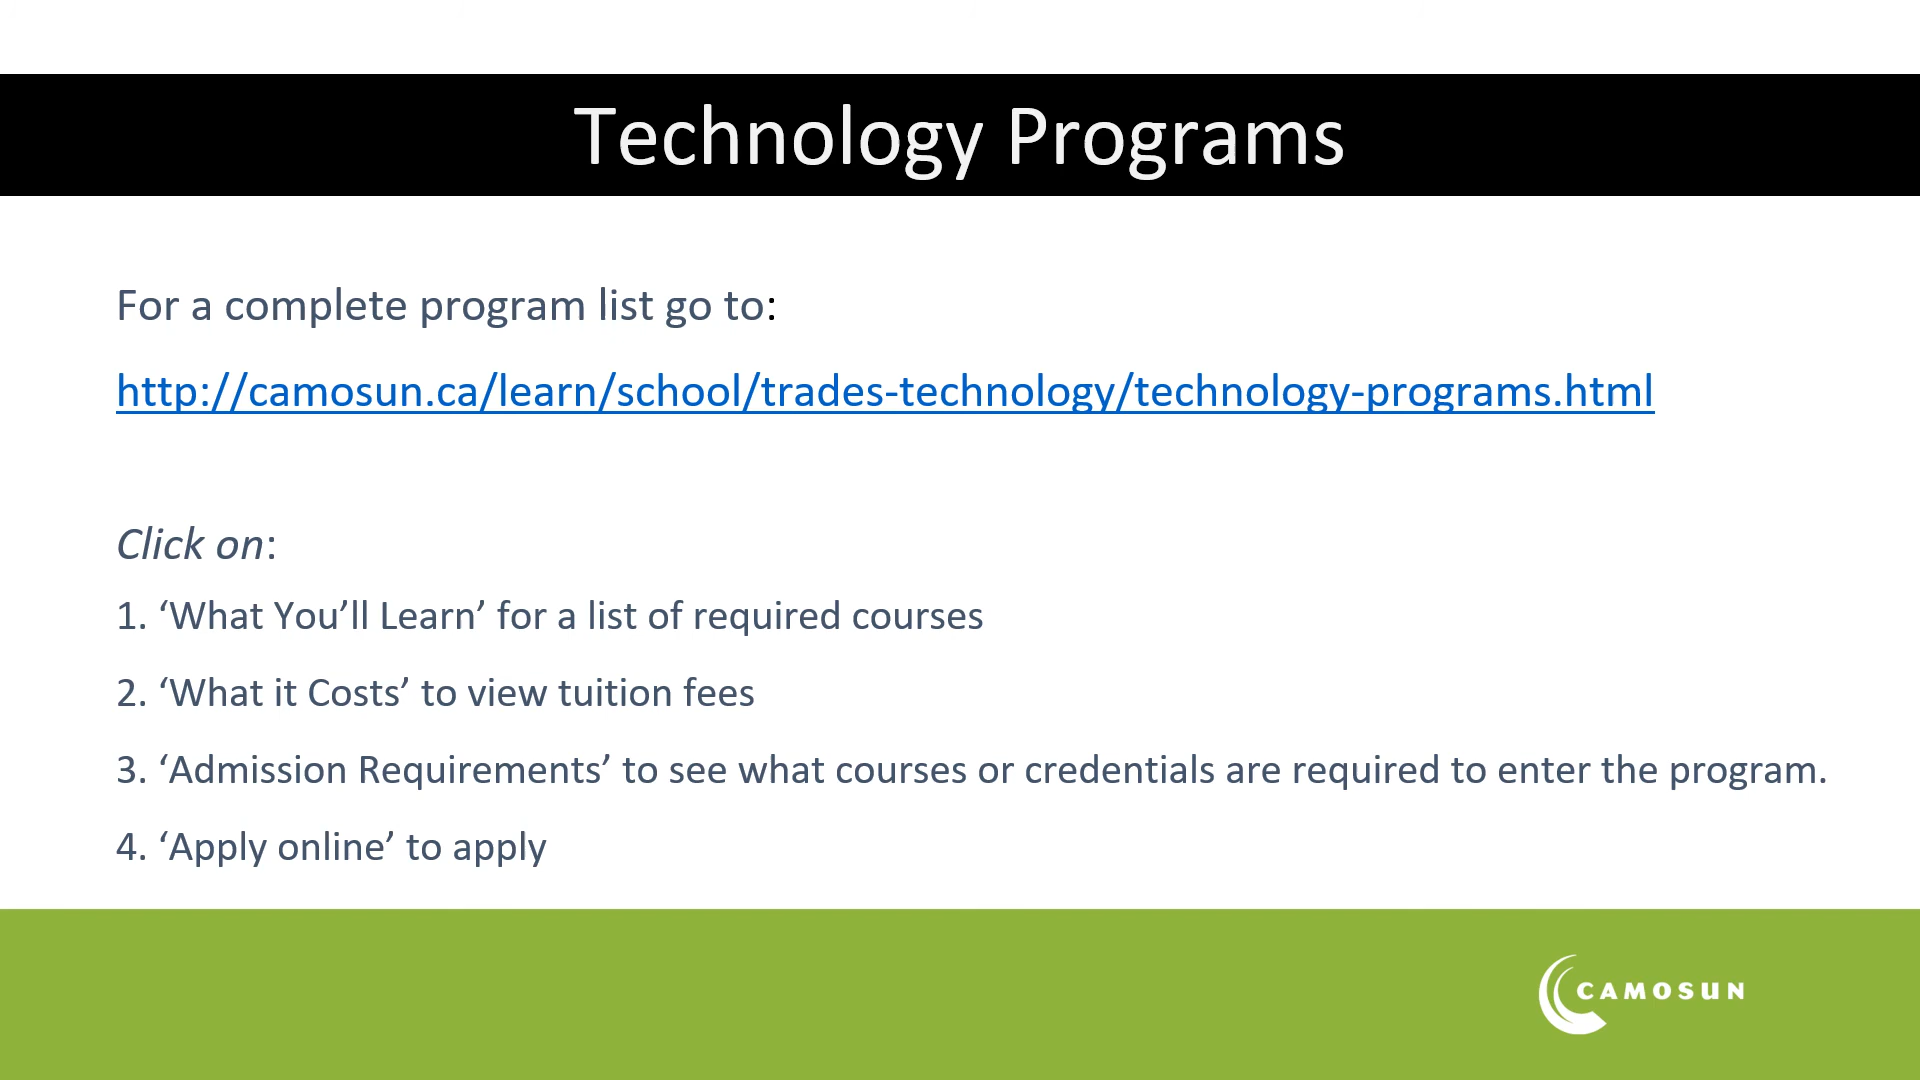 Technology Programs
For a complete program list go to:
http://camosun.ca/learn/school/trades-technology/technology-programs.html
Click on:
1. ‘What You’ll Learn’ for a list of required courses
2. ‘What it Costs’ to view tuition fees
3. ‘Admission Requirements’ to see what courses or credentials are required to enter the program.
4. ‘Apply online’ to apply
CAMOSUN